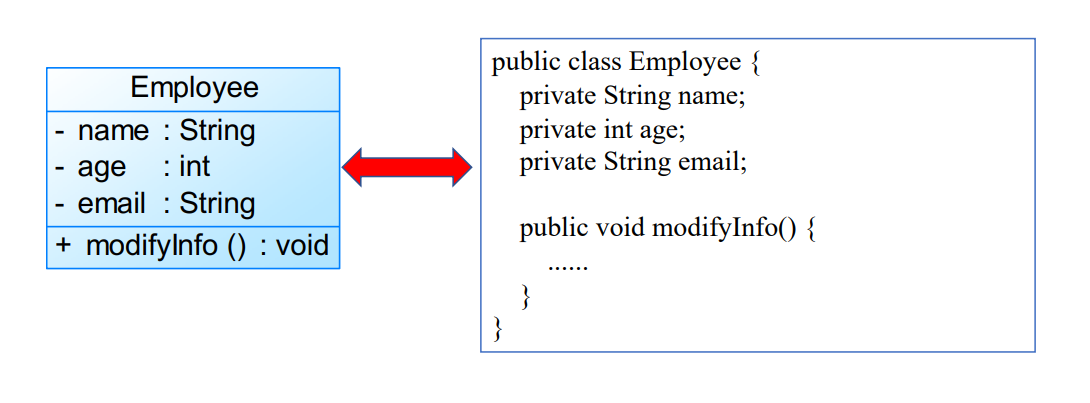 Employee
- name : String
- age : int
- email : String
+ modifyInfo () : void
public class Employee {
private String name;
private int age;
private String email;
public void modifyInfo() {
......
}
}